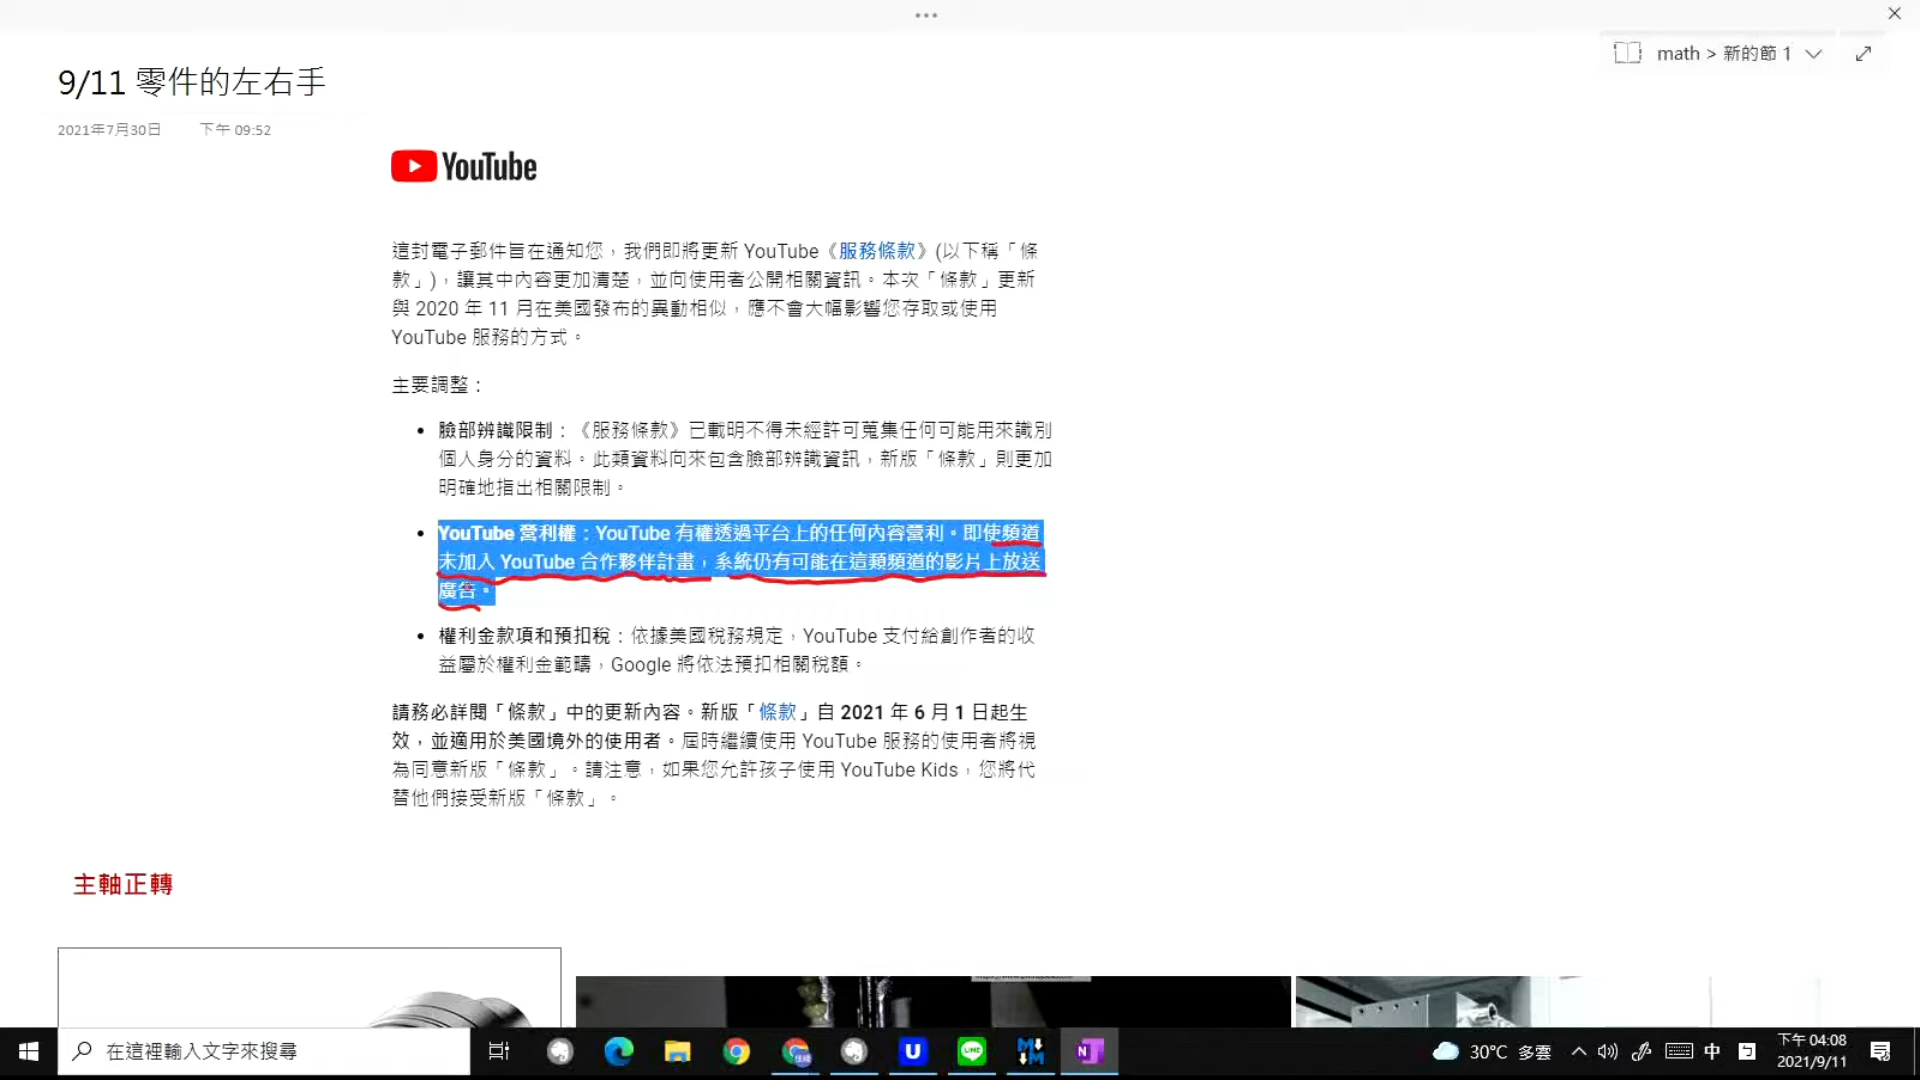 math > 新的節 1
9/11 零件的左右手
2021年7月30日 下午 09:52
YouTube
這封電子郵件旨在通知您，我們即將更新 YouTube《服務條款》(以下稱「條
款」)，讓其中內容更加清楚，並向使用者公開相關資訊。本次「條款」更新
與 2020 年 11 月在美國發布的異動相似，應不會大幅影響您存取或使用
YouTube 服務的方式。
主要調整：
• 臉部辨識限制：《服務條款》已載明不得未經許可蒐集任何可能用來識別
個人身分的資料。此類資料向來包含臉部辨識資訊，新版「條款」則更加
明確地指出相關限制。
• YouTube 營利權：YouTube 有權透過平台上的任何內容營利。即使頻道
未加入 YouTube 合作夥伴計畫，系統仍有可能在這類頻道的影片上放送
廣告。
• 權利金款項和預扣稅：依據美國稅務規定，YouTube 支付給創作者的收
益屬於權利金範疇，Google 將依法預扣相關稅額。
請務必詳閱「條款」中的更新內容。新版「條款」自 2021 年 6 月 1 日起生
效，並適用於美國境外的使用者。屆時繼續使用 YouTube 服務的使用者將視
為同意新版「條款」。請注意，如果您允許孩子使用 YouTube Kids，您將代
替他們接受新版「條款」。
主軸正轉
在這裡輸入文字來搜尋
30°C 多雲
中
下午 04:08
2021/9/11